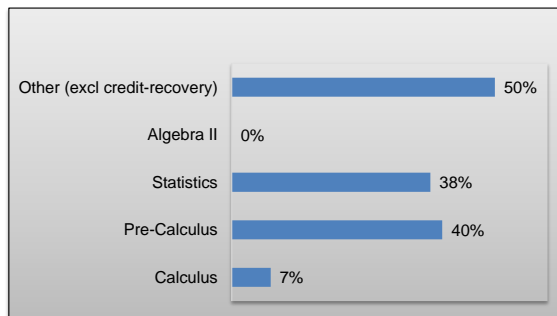 Other (excl credit-recovery) 50%
Algebra II 0%
Statistics 38%
Pre-Calculus 40%
Calculus 7%